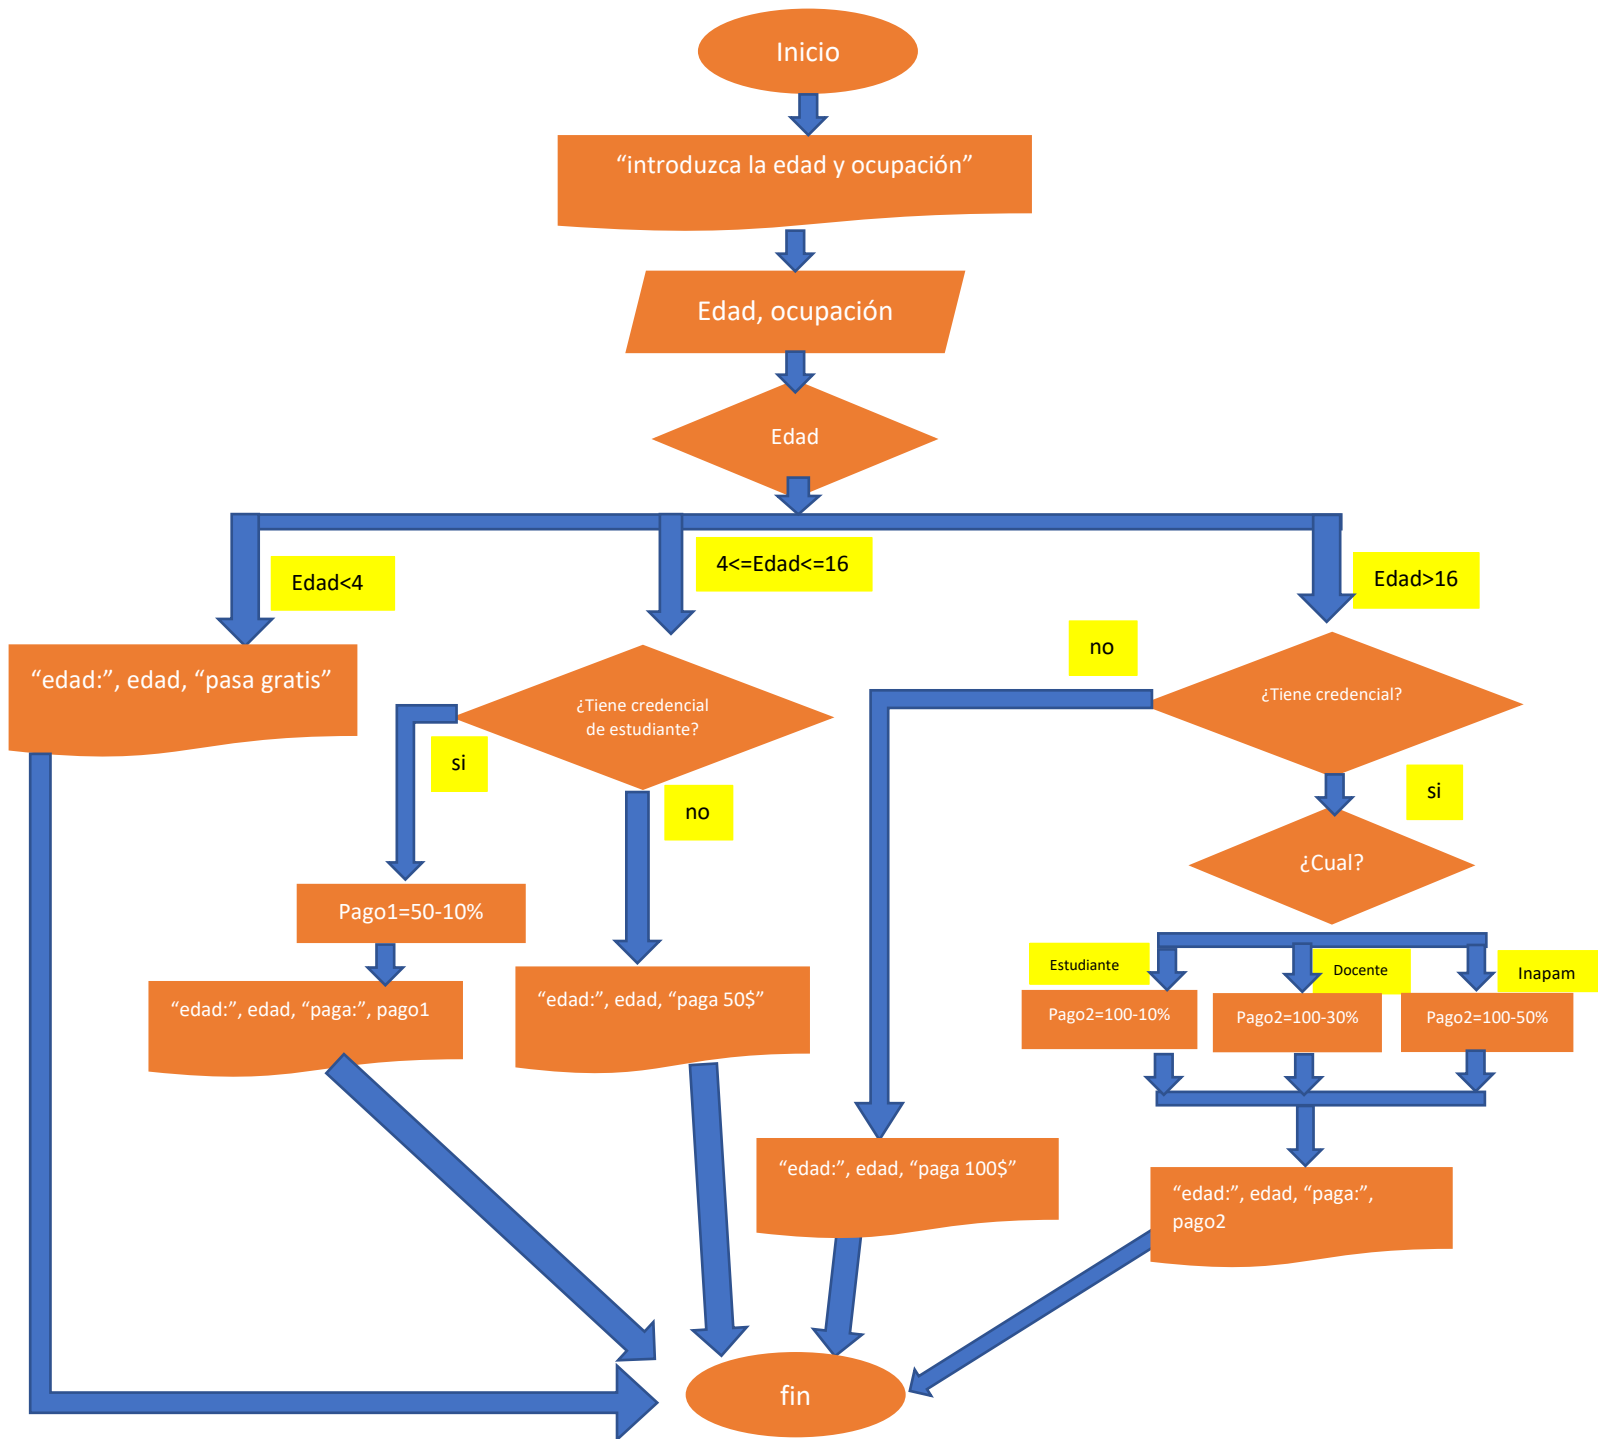 Inicio
“introduzca la edad y ocupación”
Edad, ocupación
Edad
Edad<4
4<=Edad<=16
Edad>16
“edad:”, edad, “pasa gratis”
¿Tiene credencial
de estudiante?
no
¿Tiene credencial?
si
no
si
¿Cual?
Pago1=50-10%
Estudiante
Docente
Inapam
“edad:”, edad, “paga:”, pago1
“edad:”, edad, “paga 50$”
Pago2=100-10%
Pago2=100-30%
Pago2=100-50%
“edad:”, edad, “paga 100$”
“edad:”, edad, “paga:”,
pago2
fin